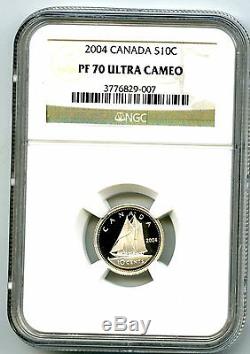 2004 CANADA S10C
PF 70 ULTRA CAMEO
3776829-007
NGC
CANADA
2004
10 CENTS